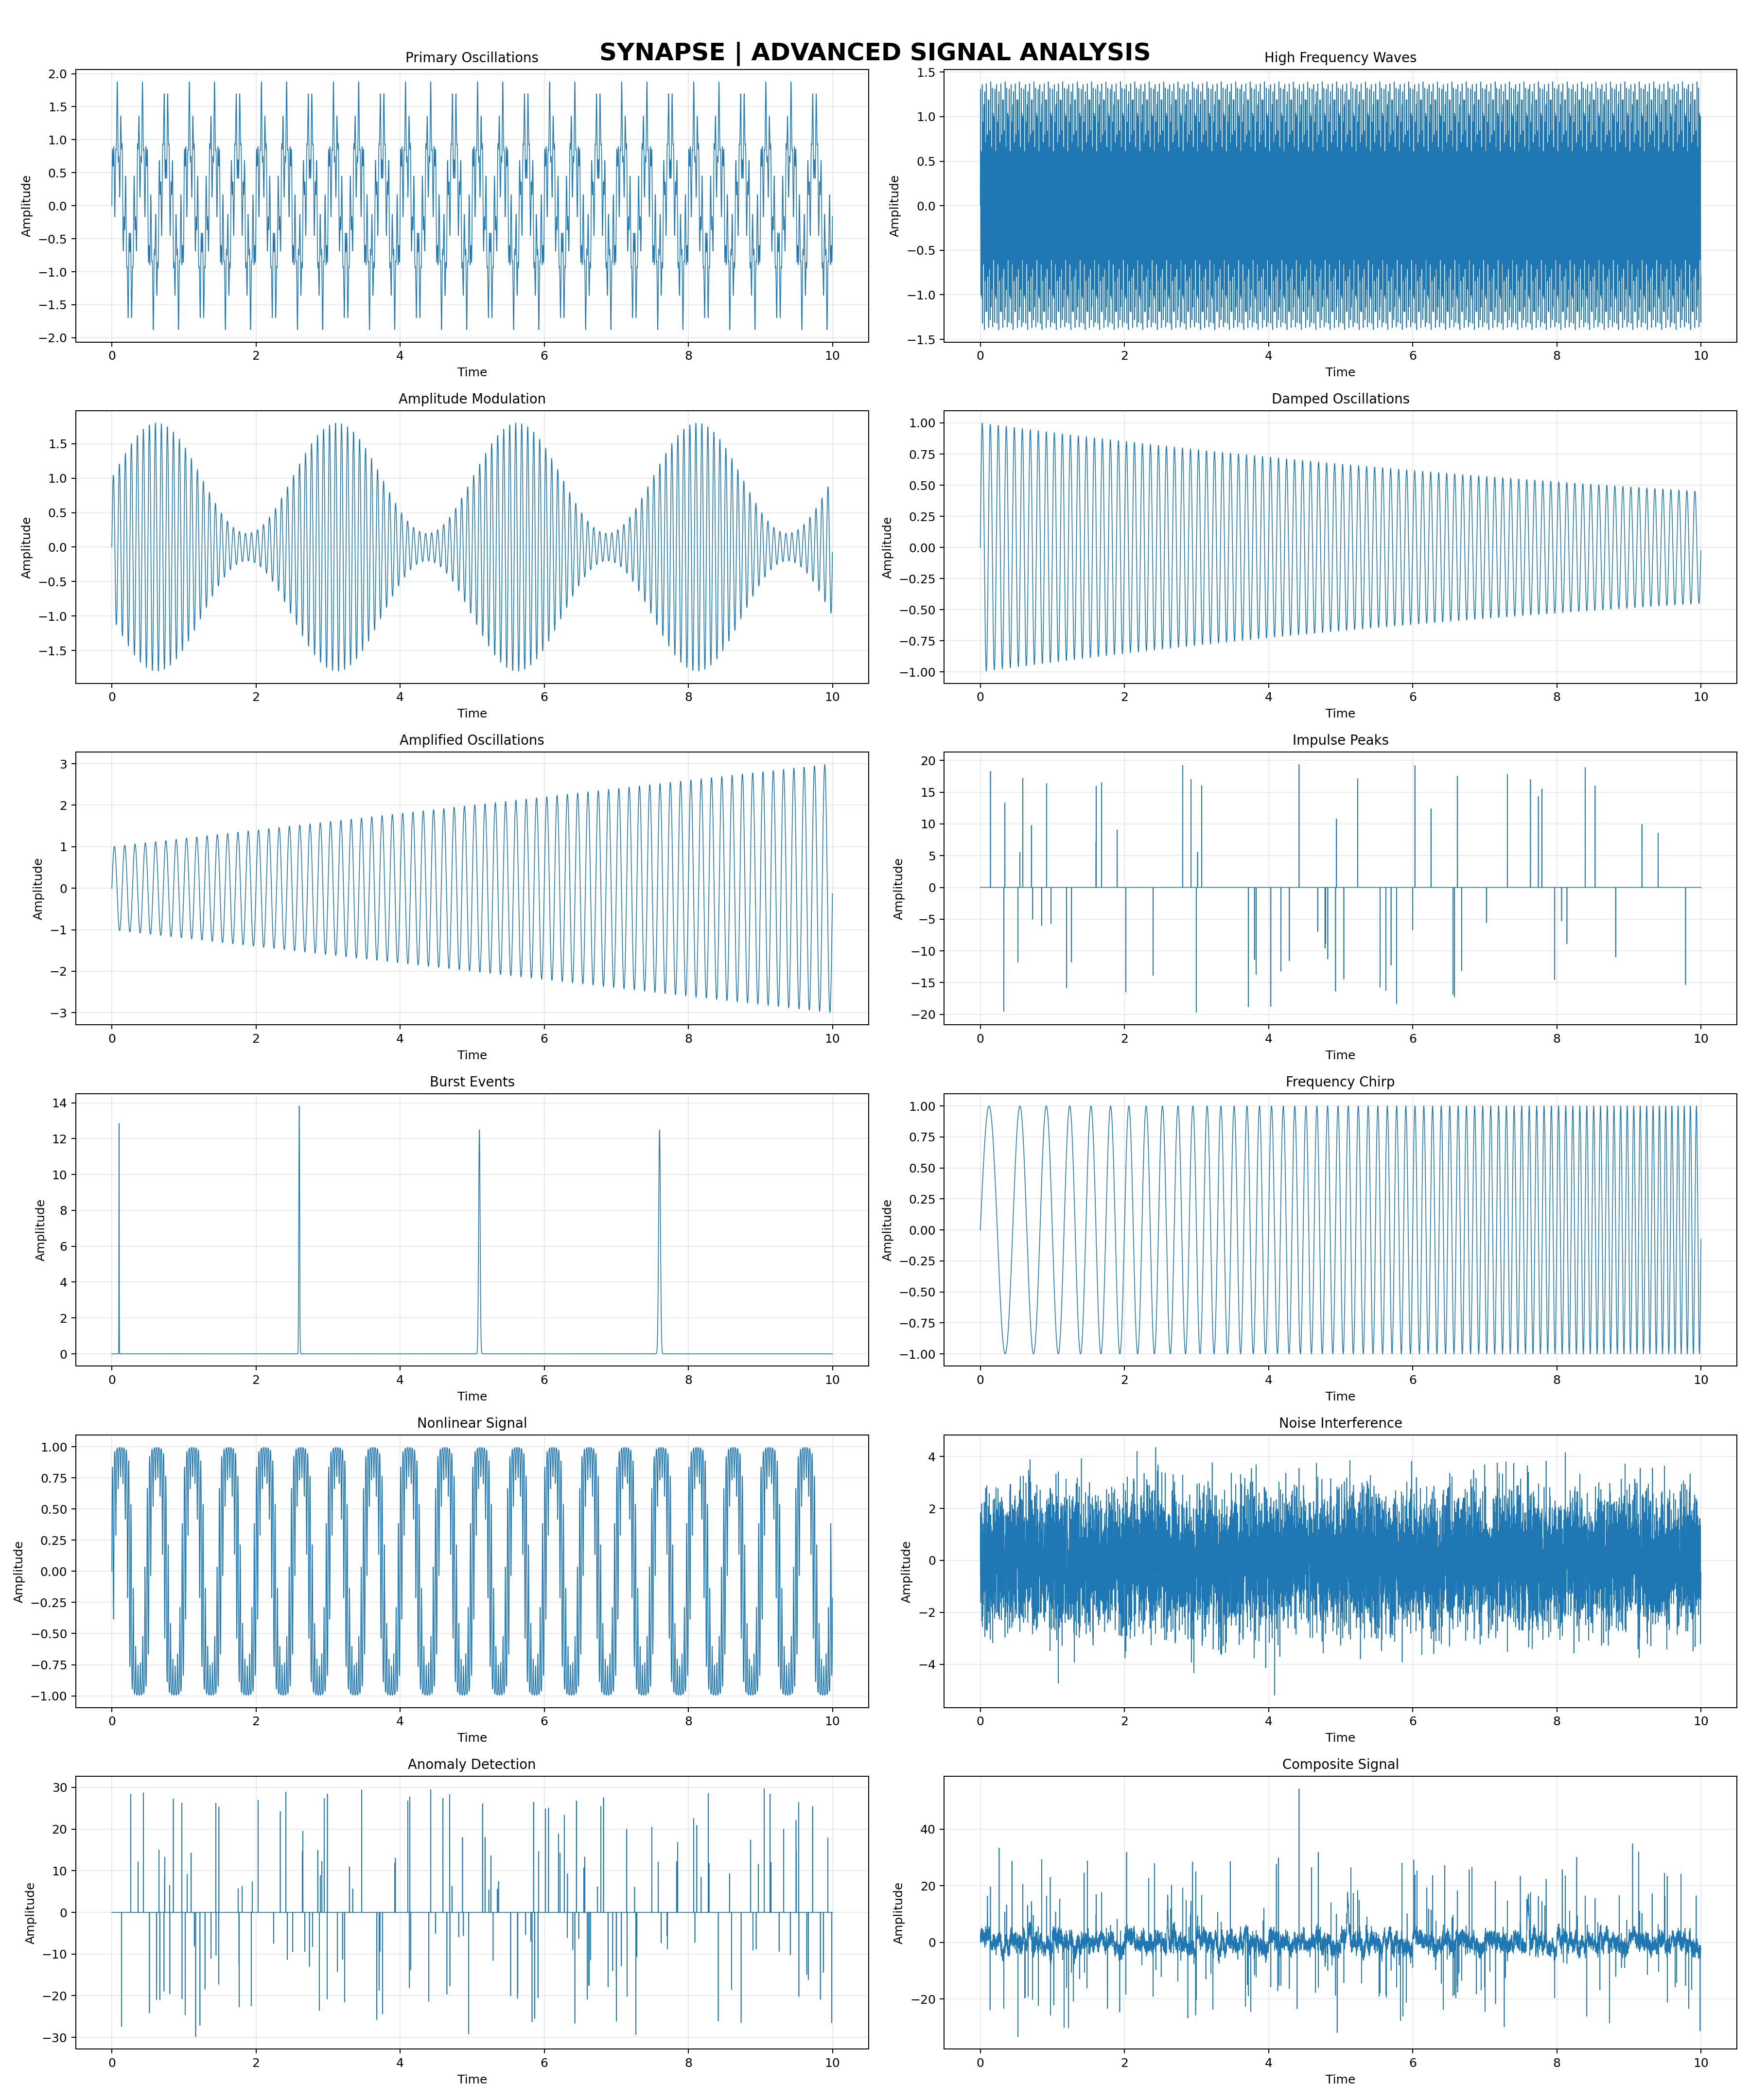 SYNAPSE | ADVANCED SIGNAL ANALYSIS
Primary Oscillations
2.0
1.5
1.0
0.5
0.0
−0.5
−1.0
−1.5
−2.0
Amplitude
0 2 4 6 8 10
Time
High Frequency Waves
1.5
1.0
0.5
0.0
−0.5
−1.0
−1.5
Amplitude
0 2 4 6 8 10
Time
Amplitude Modulation
1.5
1.0
0.5
0.0
−0.5
−1.0
−1.5
Amplitude
0 2 4 6 8 10
Time
Damped Oscillations
1.00
0.75
0.50
0.25
0.00
−0.25
−0.50
−0.75
−1.00
Amplitude
0 2 4 6 8 10
Time
Amplified Oscillations
3
2
1
0
−1
−2
−3
Amplitude
0 2 4 6 8 10
Time
Impulse Peaks
20
15
10
5
0
−5
−10
−15
−20
Amplitude
0 2 4 6 8 10
Time
Burst Events
14
12
10
8
6
4
2
0
Amplitude
0 2 4 6 8 10
Time
Frequency Chirp
1.00
0.75
0.50
0.25
0.00
−0.25
−0.50
−0.75
−1.00
Amplitude
0 2 4 6 8 10
Time
Nonlinear Signal
1.00
0.75
0.50
0.25
0.00
−0.25
−0.50
−0.75
−1.00
Amplitude
0 2 4 6 8 10
Time
Noise Interference
4
2
0
−2
−4
Amplitude
0 2 4 6 8 10
Time
Anomaly Detection
30
20
10
0
−10
−20
−30
Amplitude
0 2 4 6 8 10
Time
Composite Signal
40
20
0
−20
Amplitude
0 2 4 6 8 10
Time